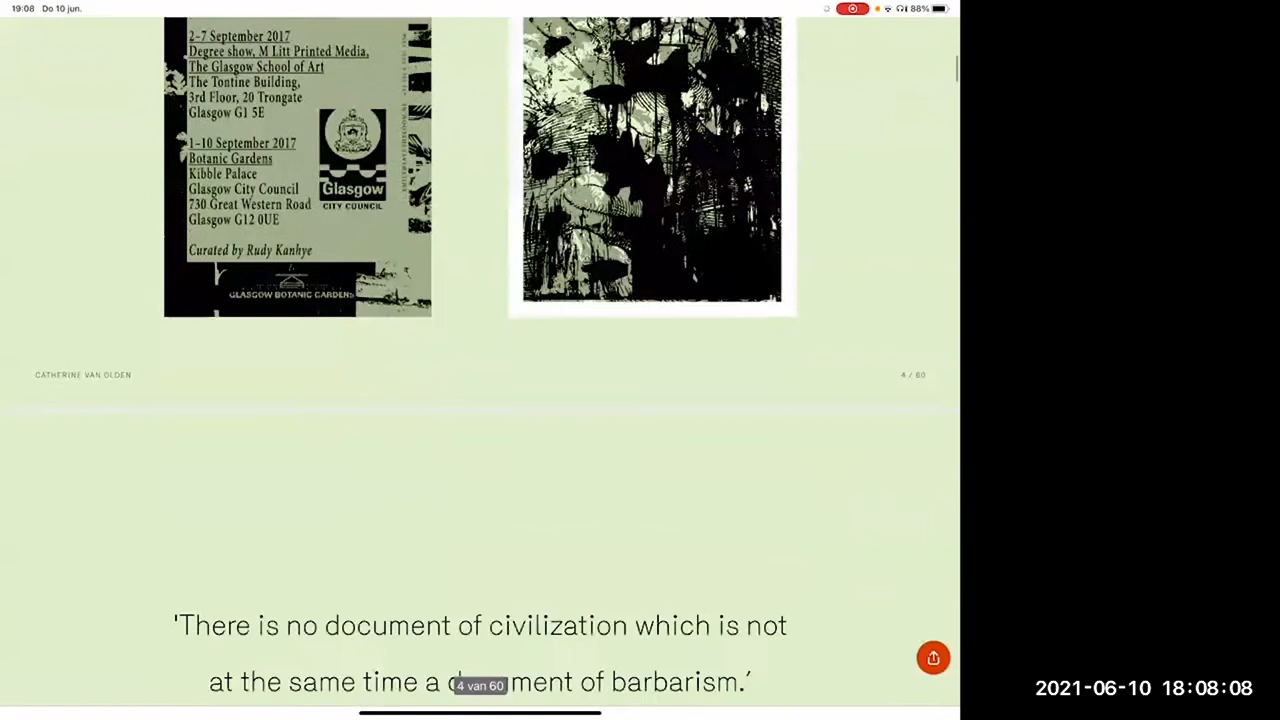 19:08 Do 10 jun.
88%
2–7 September 2017
Degree show, M Litt Printed Media,
The Glasgow School of Art
The Tontine Building,
3rd Floor, 20 Trongate
Glasgow G1 5E
1–10 September 2017
Botanic Gardens
Kibble Palace
Glasgow City Council
730 Great Western Road
Glasgow G12 0UE
Curated by Rudy Kanhye
Glasgow
CITY COUNCIL
GLASGOW BOTANIC GARDENS
CATHERINE VAN OLDEN
4 / 60
'There is no document of civilization which is not
at the same time a d ment of barbarism.’
4 van 60
2021-06-10 18:08:08